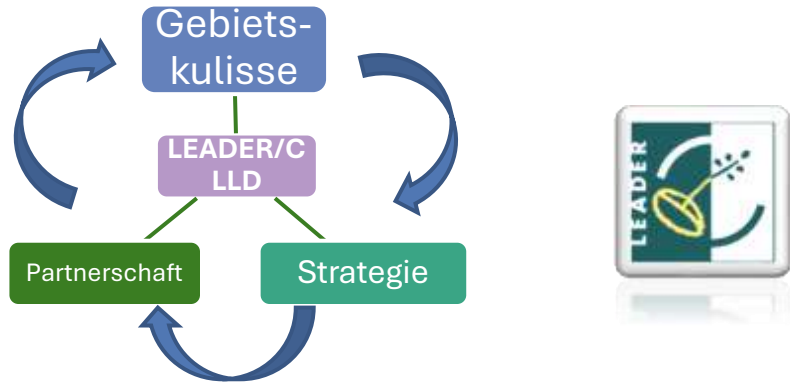 Gebiets-
kulisse
LEADER/C
LLD
Partnerschaft
Strategie
LEADER